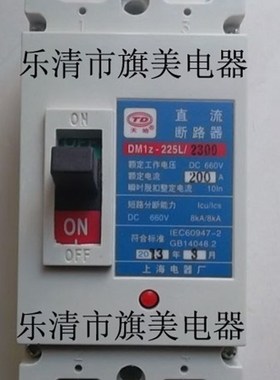 乐清市旗美电器
ON
TD
天地
直流
断路器
DM1z-225L/2300
额定工作电压 DC 660V
额定电流 200A
瞬时脱扣整定电流 10In
短路分断能力 Icu/Ics
DC 660V 8kA/8kA
符合标准 IEC60947-2
GB14048.2
2013年3月
上海电器厂
ON
OFF
乐清市旗美电器